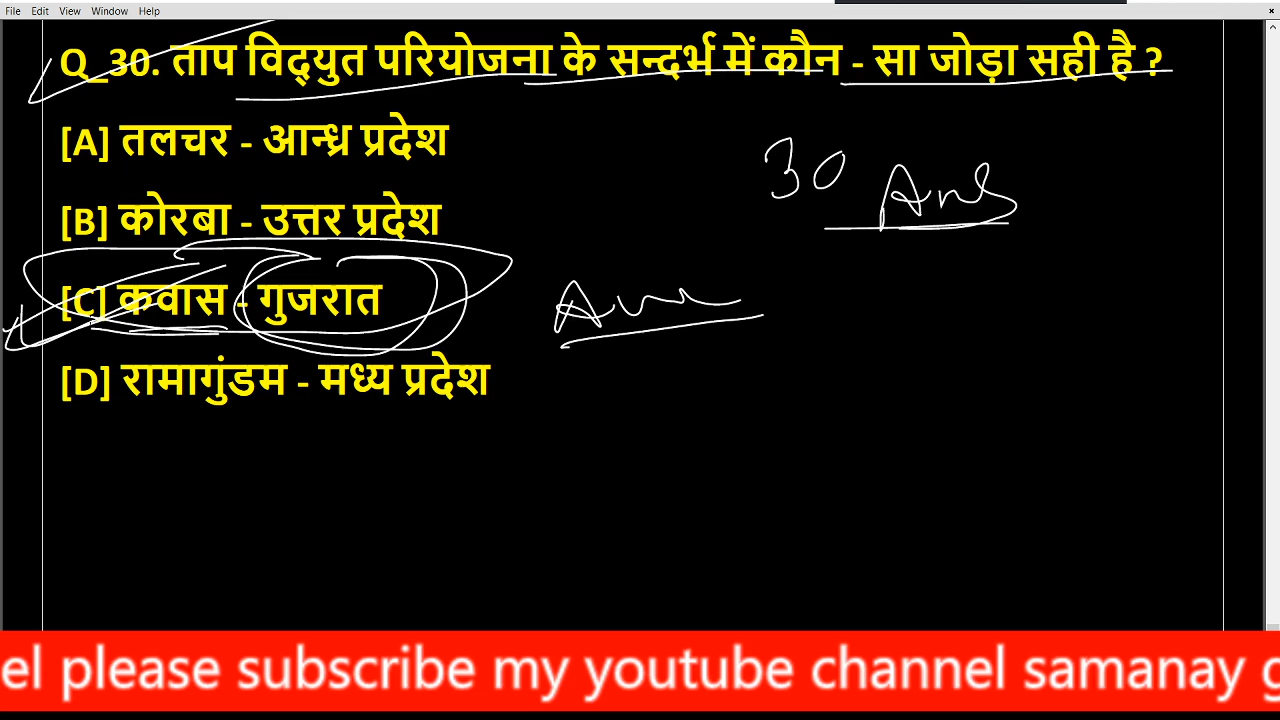 File Edit View Window Help
Q_30. ताप विद्युत परियोजना के सन्दर्भ में कौन - सा जोड़ा सही है ?
[A] तलचर - आन्ध्र प्रदेश
30 Ans
[B] कोरबा - उत्तर प्रदेश
[C] कवास - गुजरात
[D] रामागुंडम - मध्य प्रदेश
el please subscribe my youtube channel samanay g